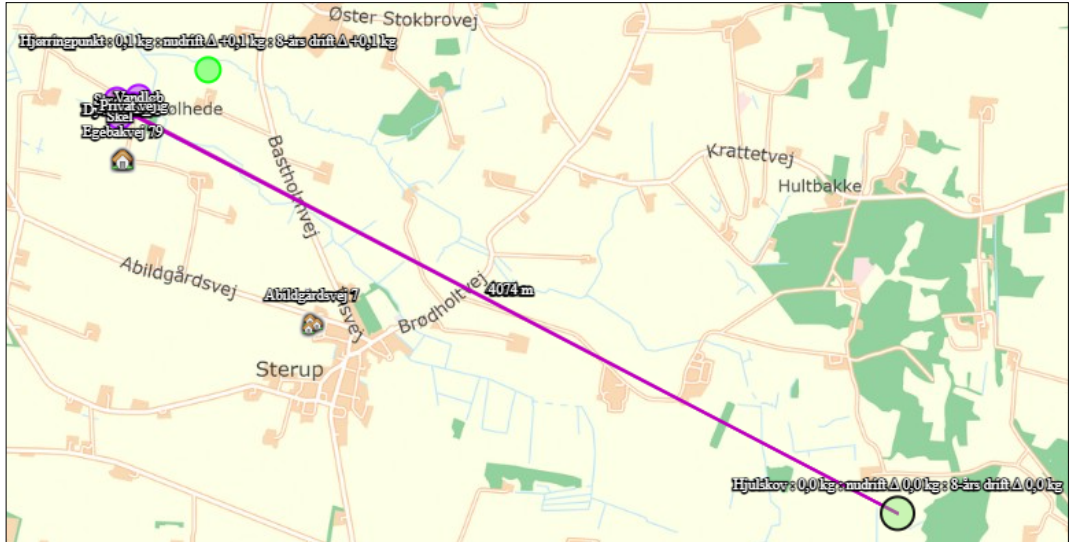 Øster Stokbrovej
Hjørringpunkt : 0,1 kg : nudrift Δ +0,1 kg : 8-års drift Δ +0,1 kg
Vandløb
Privat vej
Skel
Egebakvej 79
Bastholmvej
Krattetvej
Hultbakke
Abildgårdsvej
Abildgårdsvej 7
4074 m
Brødholtvej
Sterup
Hjulskov : 0,0 kg : nudrift Δ 0,0 kg : 8-års drift Δ 0,0 kg